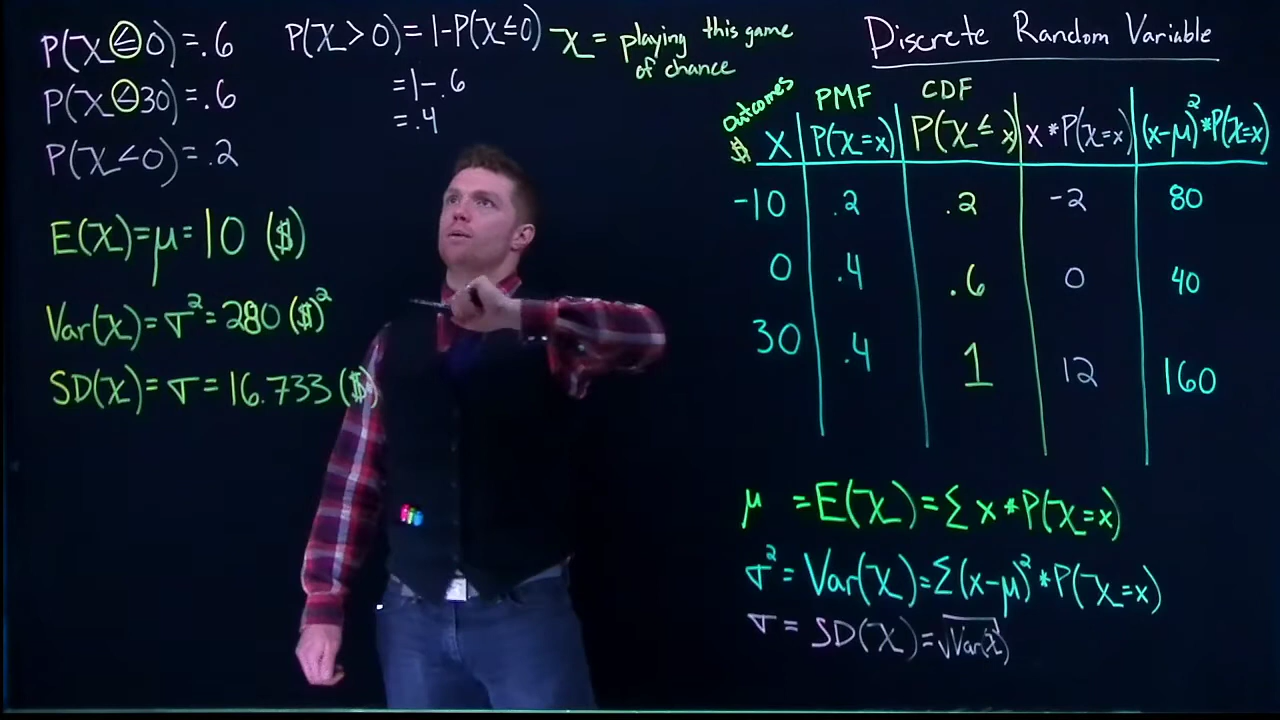 P(X≤0)=.6
P(X<30)=.6
P(X<0)=.2
E(X)=μ=10 ($)
Var(X)=σ²=280 ($)²
SD(X)=σ=16.733 ($)
P(X>0)=1-P(X≤0)
=1-.6
=.4
X = playing this game
of chance
Discrete Random Variable
Outcomes
$
PMF
CDF
x P(X=x) P(X≤x) x*P(X=x) (x-μ)²*P(X=x)
-10 .2 .2 -2 80
0 .4 .6 0 40
30 .4 1 12 160
μ =E(X)=Σ x*P(X=x)
σ²= Var(X)=Σ(x-μ)²*P(X=x)
σ = SD(X)=√Var(X)